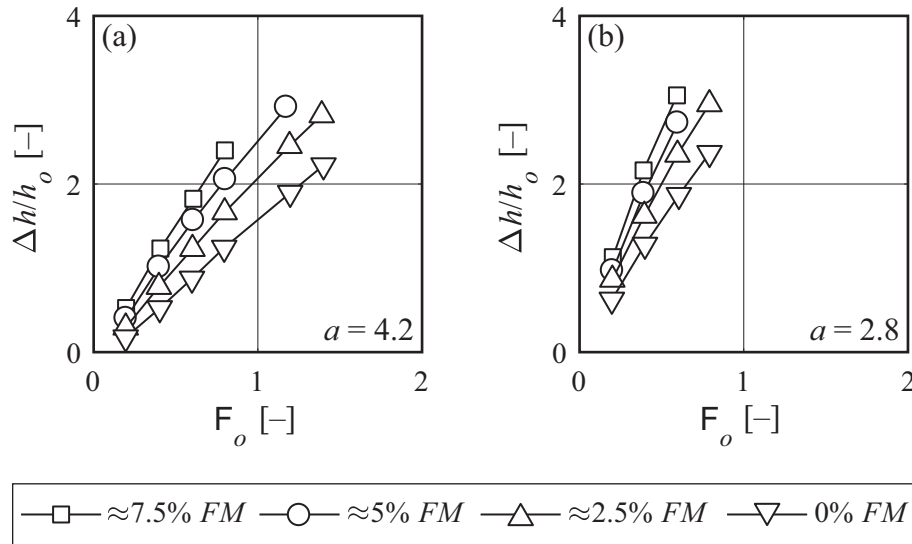 (a)
4
2
0
Δh/h_o [–]
a = 4.2
0 1 2
F_o [–]
(b)
4
2
0
Δh/h_o [–]
a = 2.8
0 1 2
F_o [–]
≈7.5% FM ≈5% FM ≈2.5% FM 0% FM